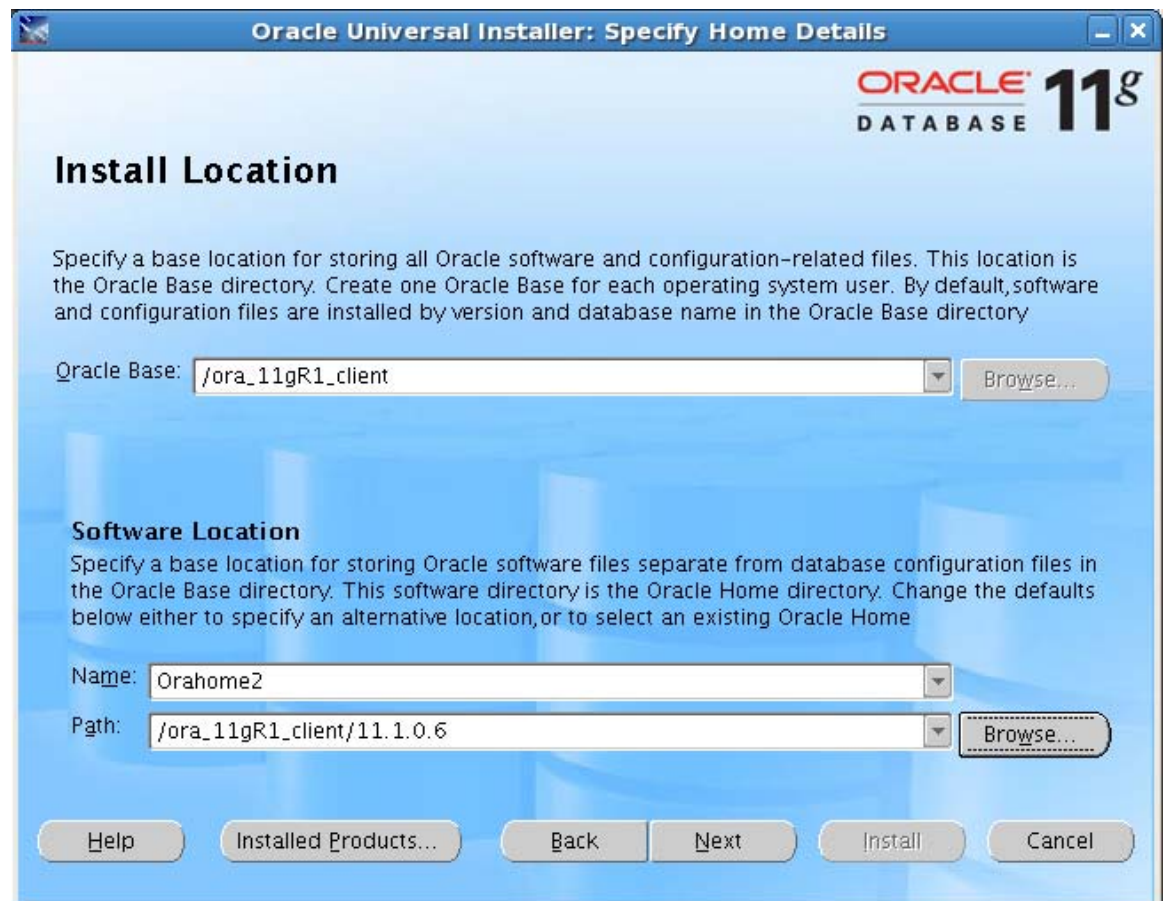 Oracle Universal Installer: Specify Home Details
ORACLE 11g
DATABASE
Install Location
Specify a base location for storing all Oracle software and configuration-related files. This location is
the Oracle Base directory. Create one Oracle Base for each operating system user. By default,software
and configuration files are installed by version and database name in the Oracle Base directory
Oracle Base: /ora_11gR1_client Browse...
Software Location
Specify a base location for storing Oracle software files separate from database configuration files in
the Oracle Base directory. This software directory is the Oracle Home directory. Change the defaults
below either to specify an alternative location,or to select an existing Oracle Home
Name: Orahome2
Path: /ora_11gR1_client/11.1.0.6 Browse...
Help Installed Products... Back Next Install Cancel